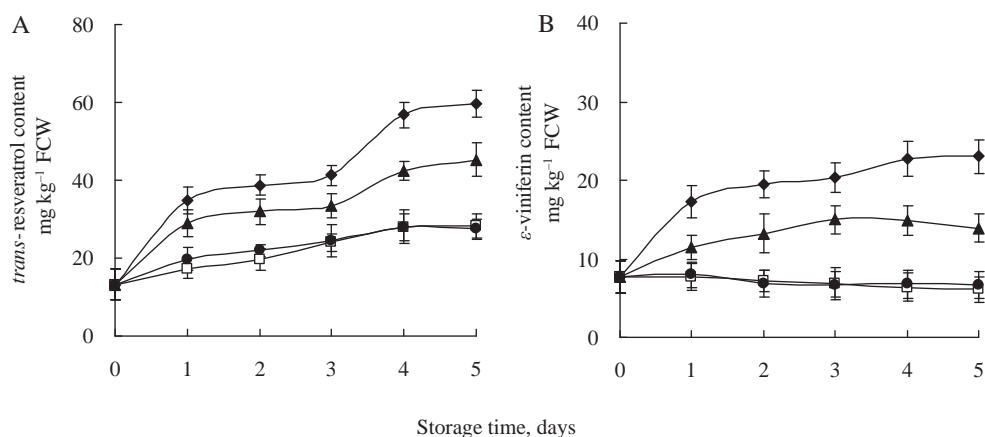 A
trans-resveratrol content
mg kg⁻¹ FCW
80
60
40
20
0
0 1 2 3 4 5
B
ε-viniferin content
mg kg⁻¹ FCW
40
30
20
10
0
0 1 2 3 4 5
Storage time, days